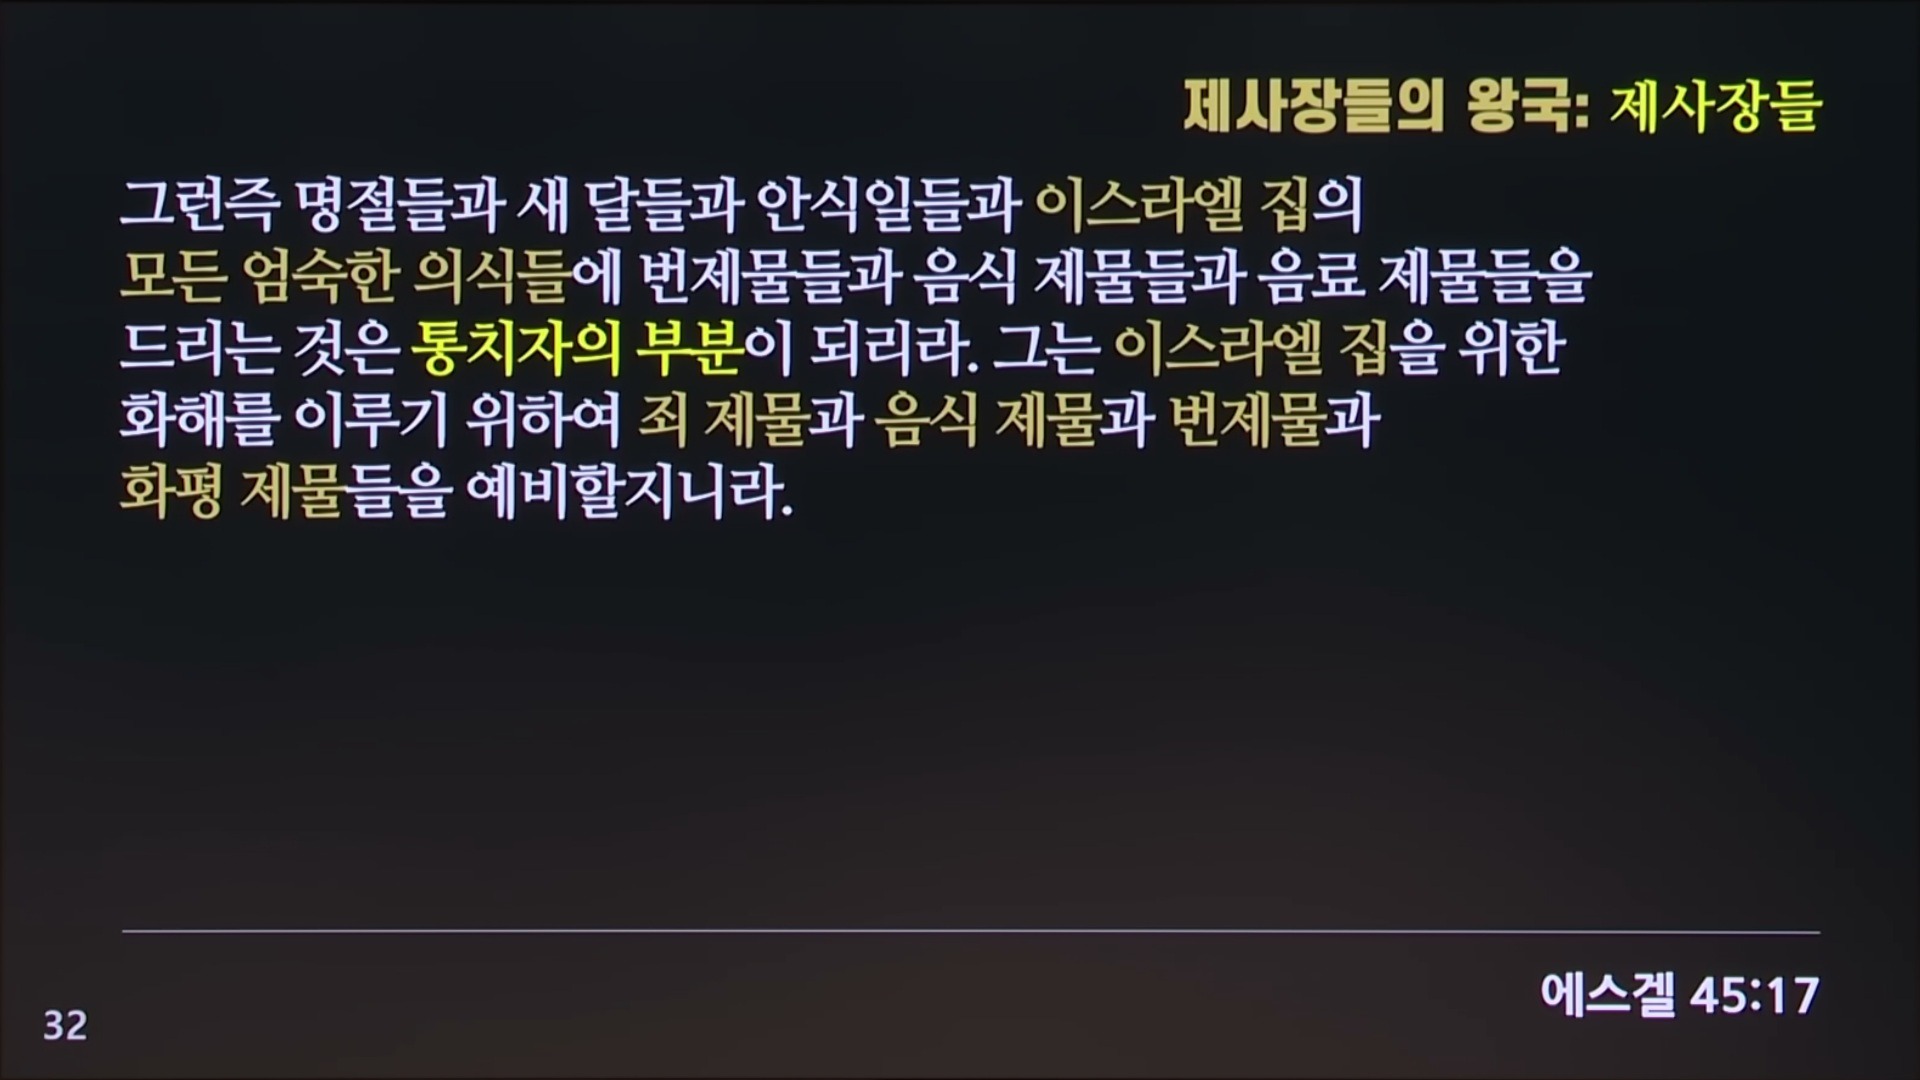 제사장들의 왕국: 제사장들
그런즉 명절들과 새 달들과 안식일들과 이스라엘 집의
모든 엄숙한 의식들에 번제물들과 음식 제물들과 음료 제물들을
드리는 것은 통치자의 부분이 되리라. 그는 이스라엘 집을 위한
화해를 이루기 위하여 죄 제물과 음식 제물과 번제물과
화평 제물들을 예비할지니라.
에스겔 45:17
32